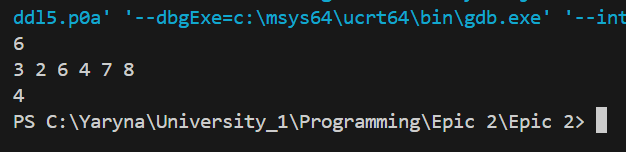 ddl5.p0a' '--dbgExe=c:\msys64\ucrt64\bin\gdb.exe' '--int
6
3 2 6 4 7 8
4
PS C:\Yaryna\University_1\Programming\Epic 2\Epic 2>